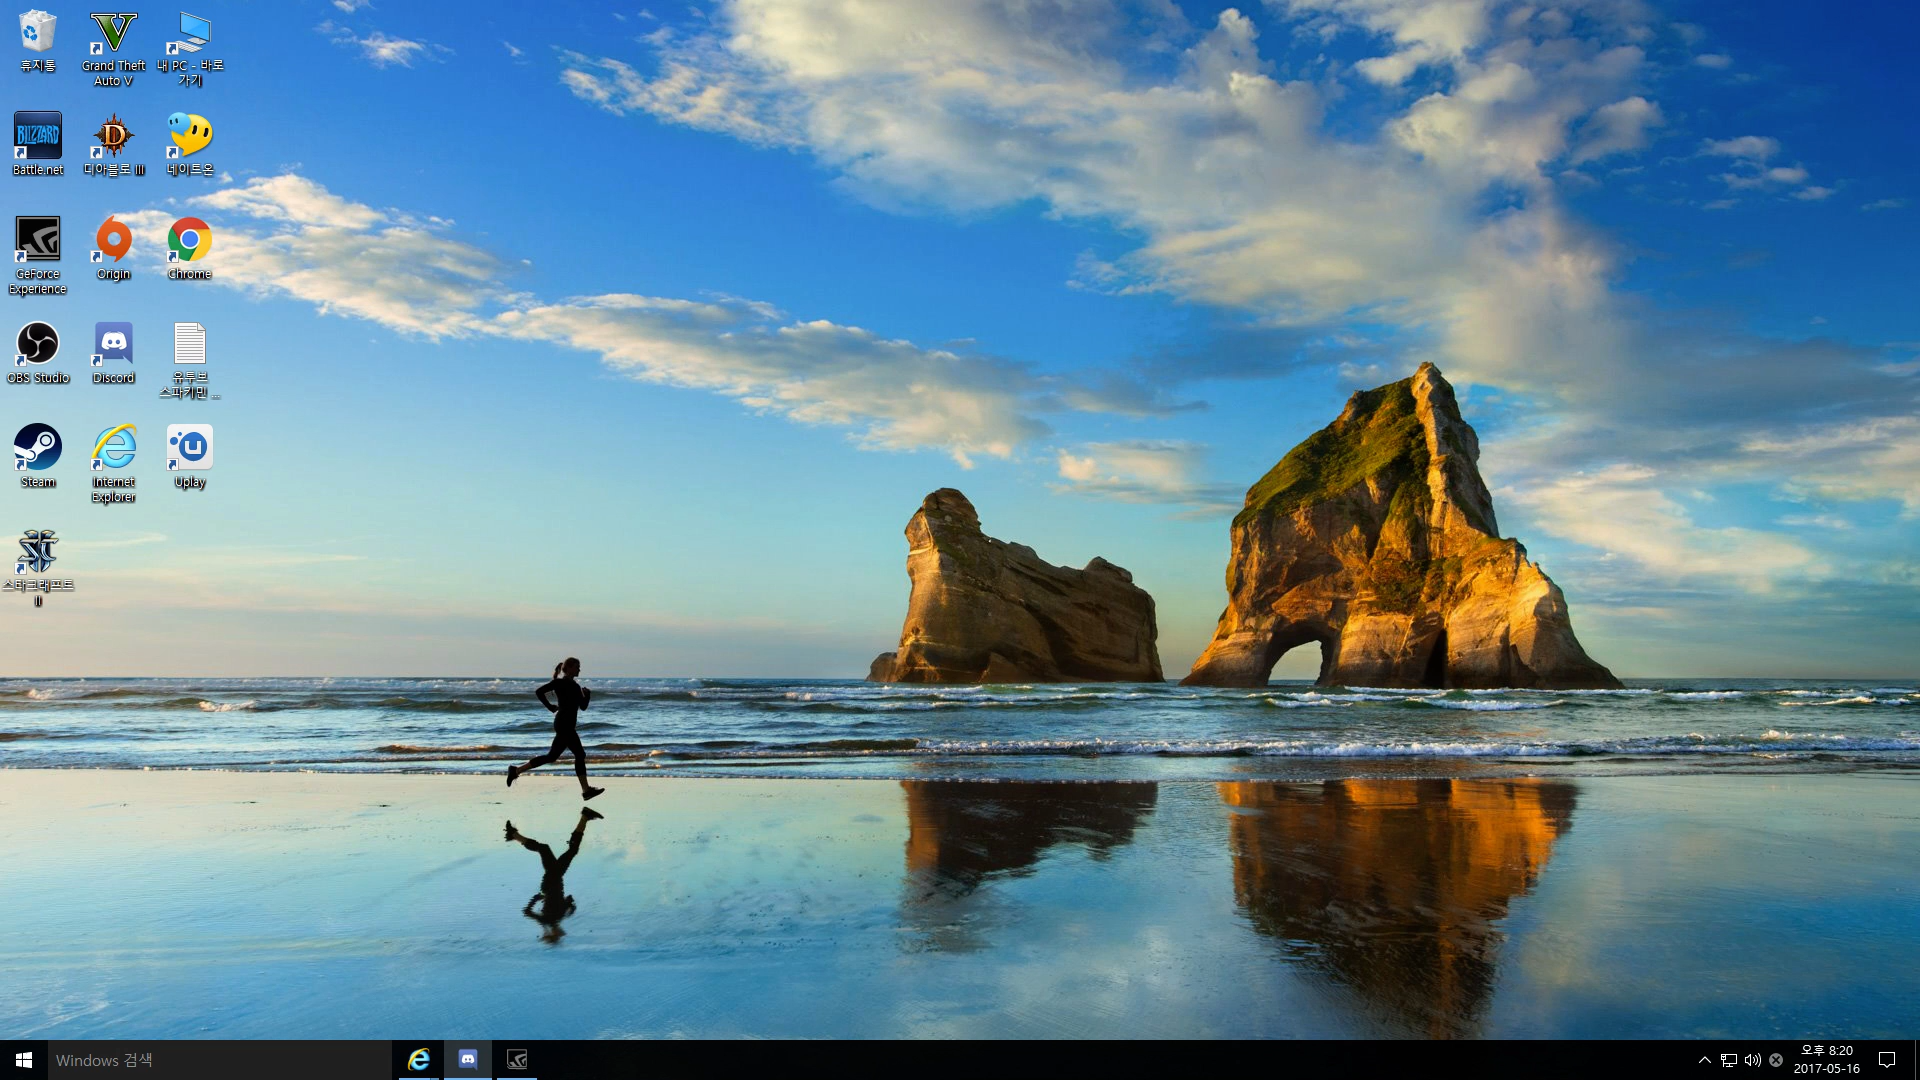 휴지통
Grand Theft
Auto V
내 PC - 바로
가기
BLIZZARD
Battle.net
디아블로 III
네이트온
GeForce
Experience
Origin
Chrome
OBS Studio
Discord
유투브
스파키민 ...
Steam
Internet
Explorer
Uplay
스타크래프트
II
Windows 검색
오후 8:20
2017-05-16